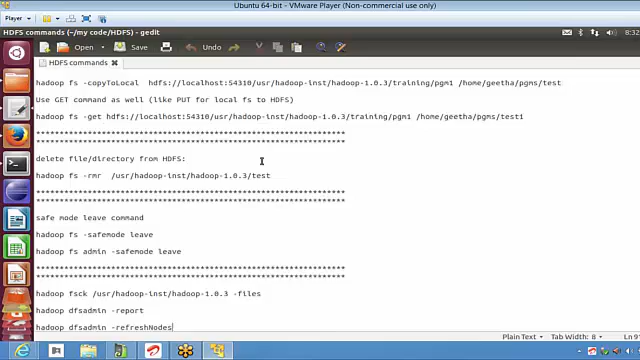 Ubuntu 64-bit - VMware Player (Non-commercial use only)
Player
HDFS commands (~/my code/HDFS) - gedit
8:32
Open
Save
Undo
HDFS commands
hadoop fs -copyToLocal hdfs://localhost:54310/usr/hadoop-inst/hadoop-1.0.3/training/pgm1 /home/geetha/pgms/test
Use GET command as well (like PUT for local fs to HDFS)
hadoop fs -get hdfs://localhost:54310/usr/hadoop-inst/hadoop-1.0.3/training/pgm1 /home/geetha/pgms/test1
******************************************************************
******************************************************************
delete file/directory from HDFS:
hadoop fs -rmr /usr/hadoop-inst/hadoop-1.0.3/test
******************************************************************
******************************************************************
safe mode leave command
hadoop fs -safemode leave
hadoop fs admin -safemode leave
******************************************************************
******************************************************************
hadoop fsck /usr/hadoop-inst/hadoop-1.0.3 -files
hadoop dfsadmin -report
hadoop dfsadmin -refreshNodes
Plain Text
Tab Width: 8
Ln 9